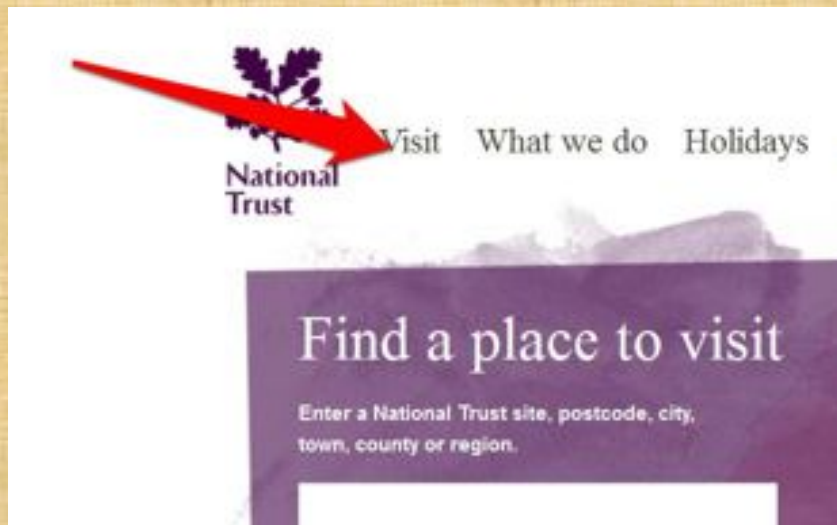 National
Trust
Visit What we do Holidays
Find a place to visit
Enter a National Trust site, postcode, city,
town, county or region.